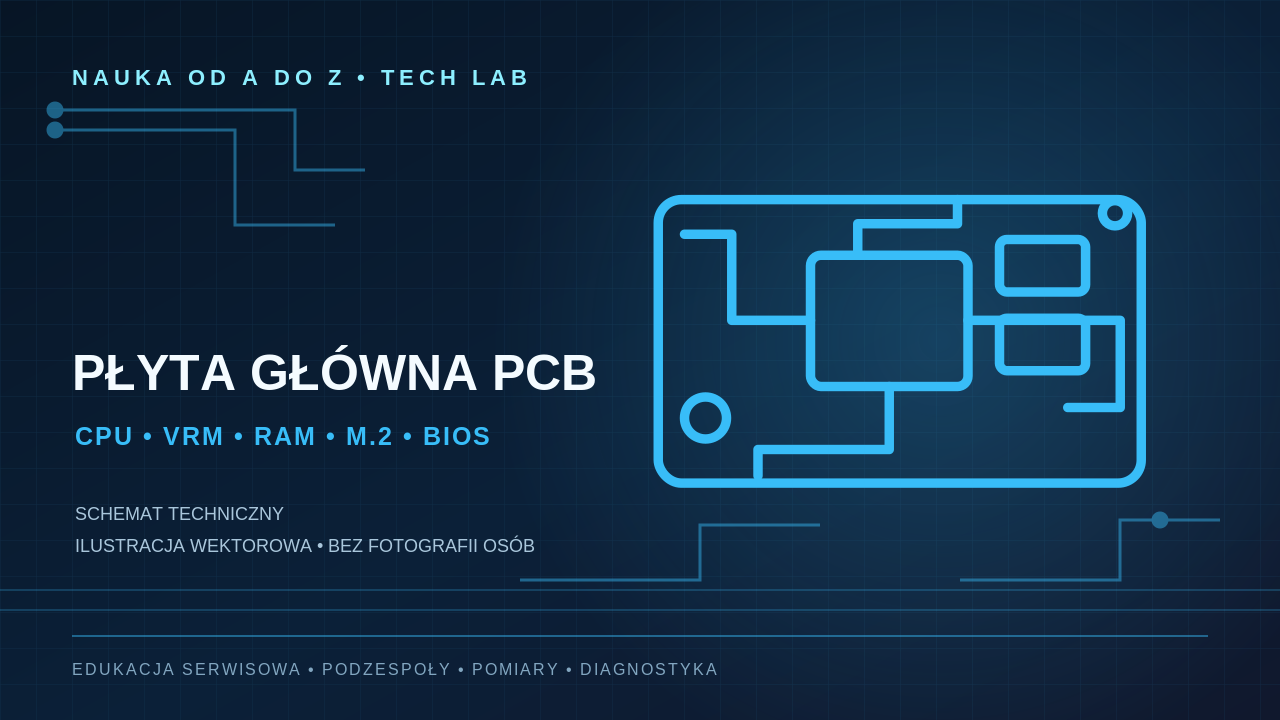 NAUKA OD A DO Z • TECH LAB
PŁYTA GŁÓWNA PCB
CPU • VRM • RAM • M.2 • BIOS
SCHEMAT TECHNICZNY
ILUSTRACJA WEKTOROWA • BEZ FOTOGRAFII OSÓB
EDUKACJA SERWISOWA • PODZESPOŁY • POMIARY • DIAGNOSTYKA